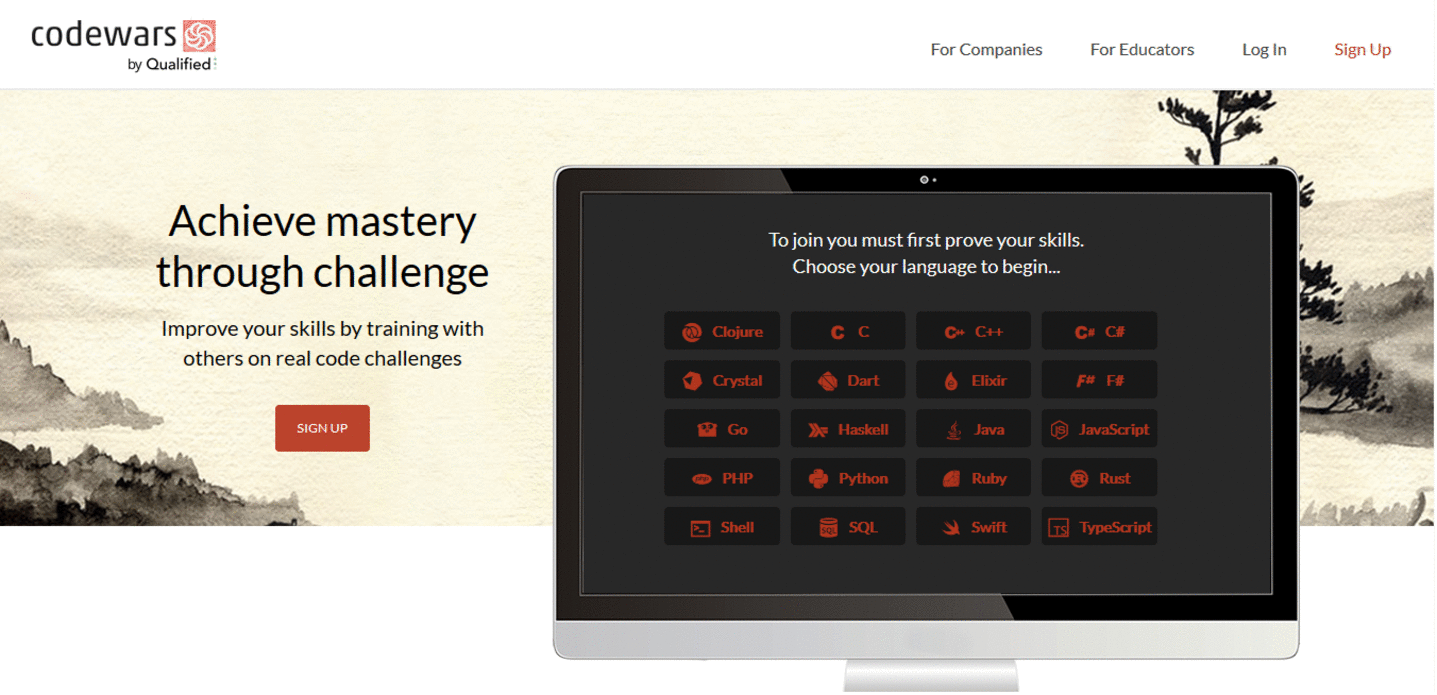 codewars
by Qualified
For Companies
For Educators
Log In
Sign Up
Achieve mastery
through challenge
Improve your skills by training with
others on real code challenges
SIGN UP
To join you must first prove your skills.
Choose your language to begin...
Clojure
C
C++
C#
Crystal
Dart
Elixir
F#
Go
Haskell
Java
JavaScript
PHP
Python
Ruby
Rust
Shell
SQL
Swift
TypeScript